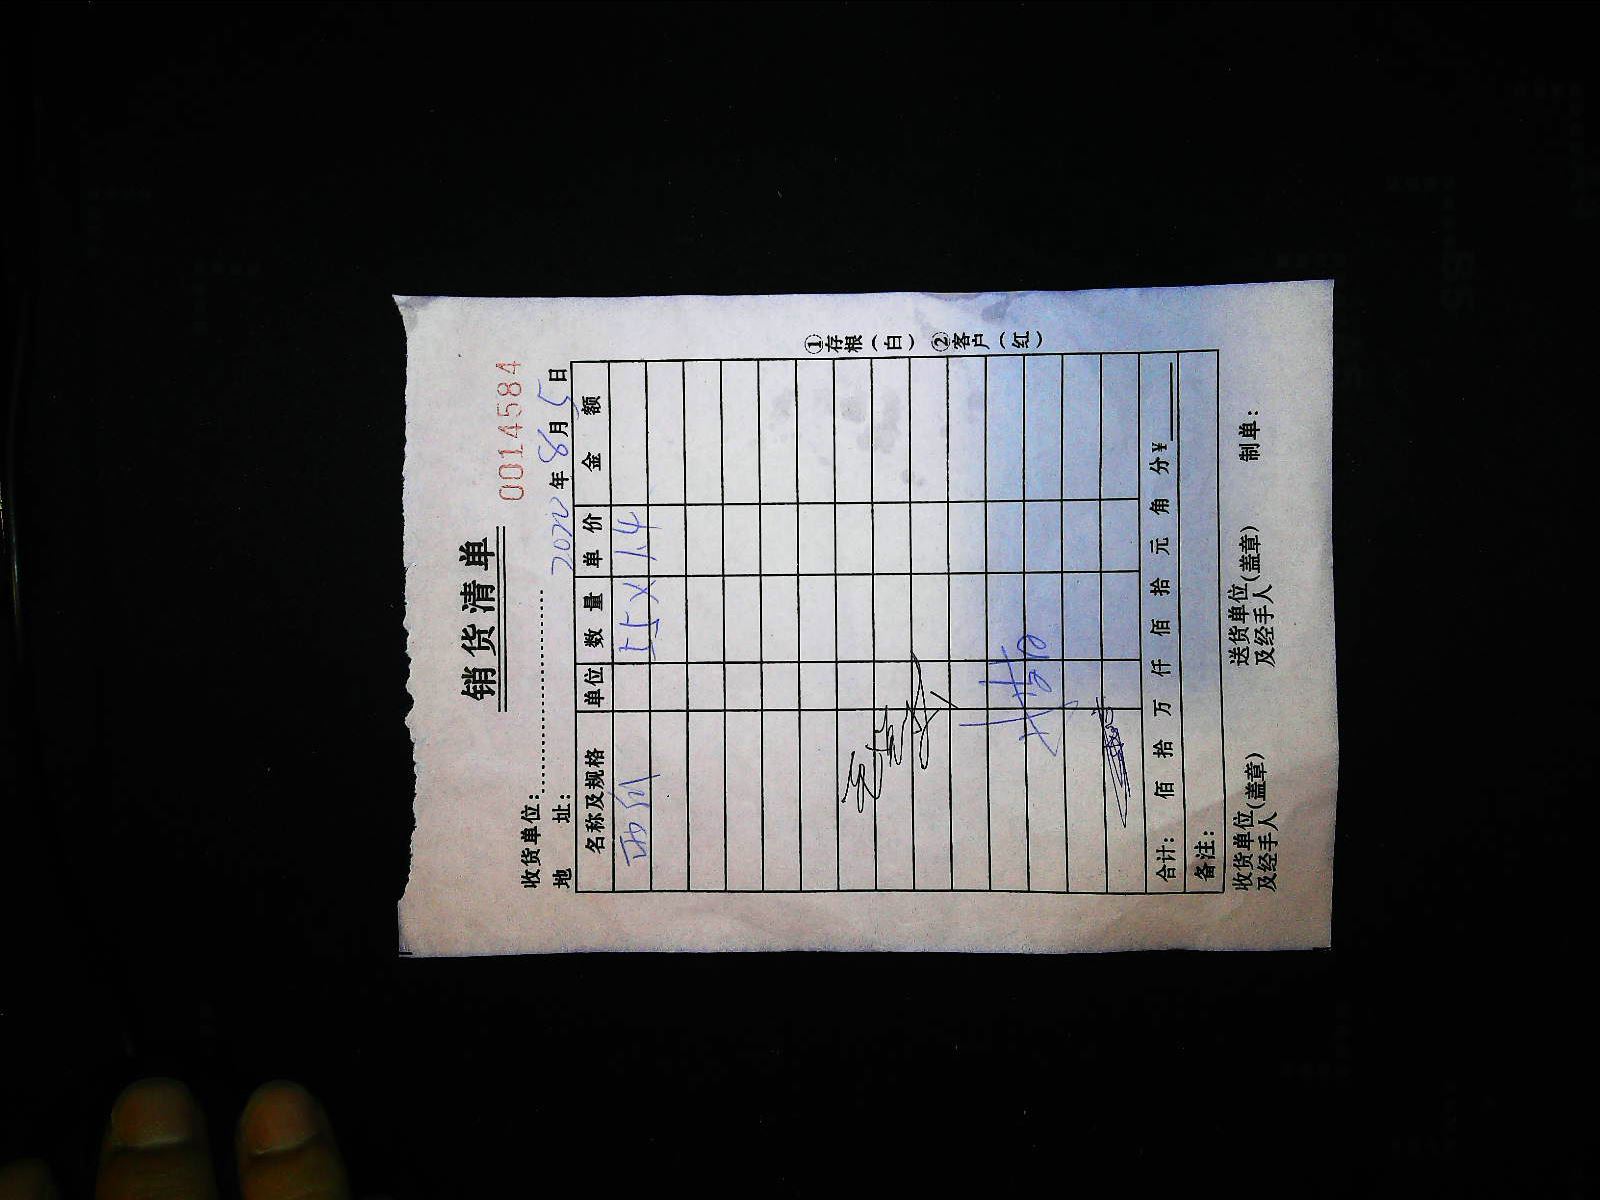 销货清单
0014584
收货单位:
地 址: 2022年8月5日
名称及规格 单位 数量 单价 金额
西瓜 55 x 1.4
合计: 佰 拾 万 仟 佰 拾 元 角 分¥
备注:
收货单位(盖章) 送货单位(盖章) 制单:
及经手人 及经手人
①存根(白) ②客户(红)